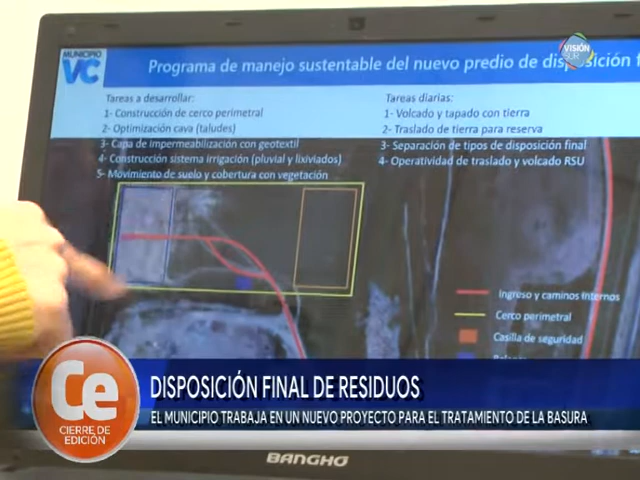 MUNICIPIO
VC
Programa de manejo sustentable del nuevo predio de disposición
VISIÓN
SUR
Tareas a desarrollar:
1- Construcción de cerco perimetral
2- Optimización cava (taludes)
3- Capa de impermeabilización con geotextil
4- Construcción sistema irrigación (pluvial y lixiviados)
5- Movimiento de suelo y cobertura con vegetación
Tareas diarias:
1- Volcado y tapado con tierra
2- Traslado de tierra para reserva
3- Separación de tipos de disposición final
4- Operatividad de traslado y volcado RSU
Ingreso y caminos internos
Cerco perimetral
Casilla de seguridad
Ce
CIERRE DE
EDICIÓN
DISPOSICIÓN FINAL DE RESIDUOS
EL MUNICIPIO TRABAJA EN UN NUEVO PROYECTO PARA EL TRATAMIENTO DE LA BASURA
BANGHO